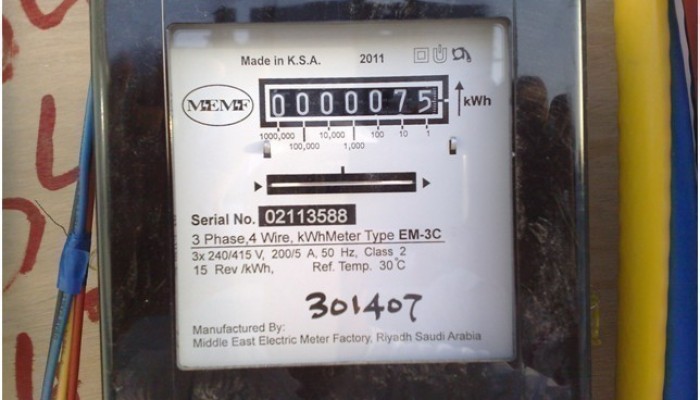 Made in K.S.A. 2011
MEMF
0000075 kWh
1000,000 10,000 100 10 1
100,000 1,000
Serial No. 02113588
3 Phase,4 Wire, kWhMeter Type EM-3C
3x 240/415 V, 200/5 A, 50 Hz, Class 2
15 Rev /kWh, Ref. Temp. 30°C
301407
Manufactured By:
Middle East Electric Meter Factory, Riyadh Saudi Arabia